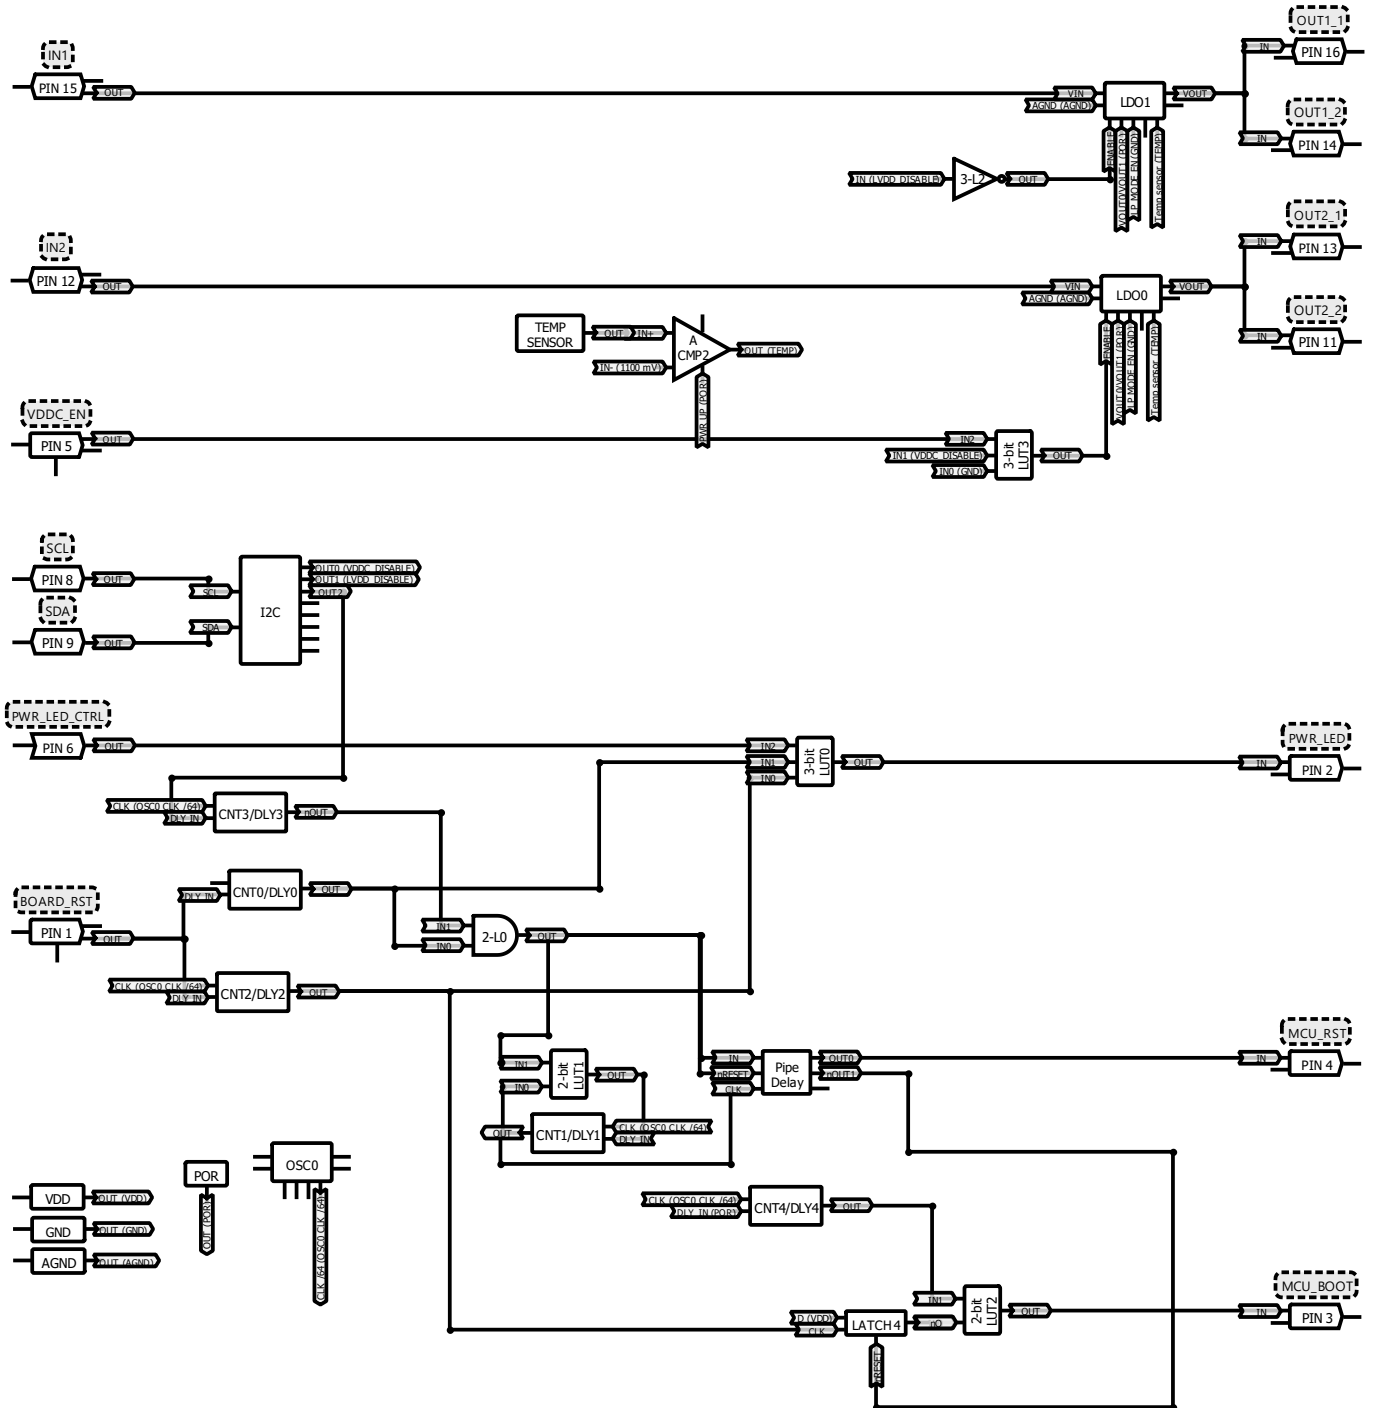 OUT1_1
IN
PIN 16
IN1
PIN 15
OUT
VIN
AGND (AGND)
LDO1
VOUT
OUT1_2
IN
PIN 14
ENABLE
VOUT0/VOUT1 (POR)
LP_MODE EN (GND)
Temp sensor (TEMP)
IN (LVDD_DISABLE)
3-L2
OUT
OUT2_1
IN
PIN 13
IN2
PIN 12
OUT
VIN
AGND (AGND)
LDO0
VOUT
OUT2_2
IN
PIN 11
ENABLE
VOUT0/VOUT1 (POR)
LP_MODE EN (GND)
Temp sensor (TEMP)
TEMP
SENSOR
OUT
IN+
A
CMP2
OUT (TEMP)
IN- (1100 mV)
PWR UP (POR)
VDDC_EN
PIN 5
OUT
IN2
IN1 (VDDC_DISABLE)
IN0 (GND)
3-bit
LUT3
OUT
SCL
PIN 8
OUT
SCL
SDA
PIN 9
OUT
SDA
I2C
OUT0 (VDDC_DISABLE)
OUT1 (LVDD_DISABLE)
OUT2
PWR_LED_CTRL
PIN 6
OUT
IN2
IN1
IN0
3-bit
LUT0
OUT
PWR_LED
IN
PIN 2
CLK (OSC0 CLK /64)
DLY_IN
CNT3/DLY3
nOUT
DLY_IN
CNT0/DLY0
OUT
BOARD_RST
PIN 1
OUT
IN1
IN0
2-L0
OUT
CLK (OSC0 CLK /64)
DLY_IN
CNT2/DLY2
OUT
MCU_RST
IN
PIN 4
IN
nRESET
CLK
Pipe
Delay
OUT0
nOUT1
IN1
IN0
2-bit
LUT1
OUT
OUT
CNT1/DLY1
CLK (OSC0 CLK /64)
DLY_IN
OSC0
CLK /64 (OSC0 CLK /64)
POR
OUT (POR)
VDD
OUT (VDD)
GND
OUT (GND)
AGND
OUT (AGND)
CLK (OSC0 CLK /64)
DLY_IN (POR)
CNT4/DLY4
OUT
MCU_BOOT
IN
PIN 3
IN1
nQ
2-bit
LUT2
OUT
D (VDD)
CLK
LATCH4
nRESET